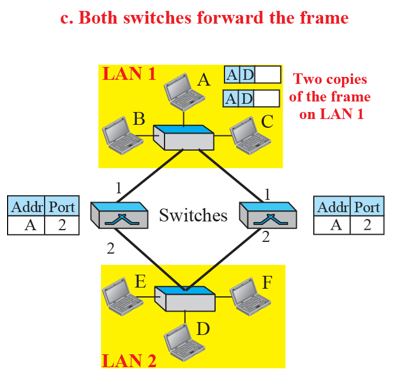 c. Both switches forward the frame
LAN 1
A
A D
A D
Two copies
of the frame
on LAN 1
B
C
1
1
Addr Port
A 2
Switches
Addr Port
A 2
2
2
E
F
D
LAN 2